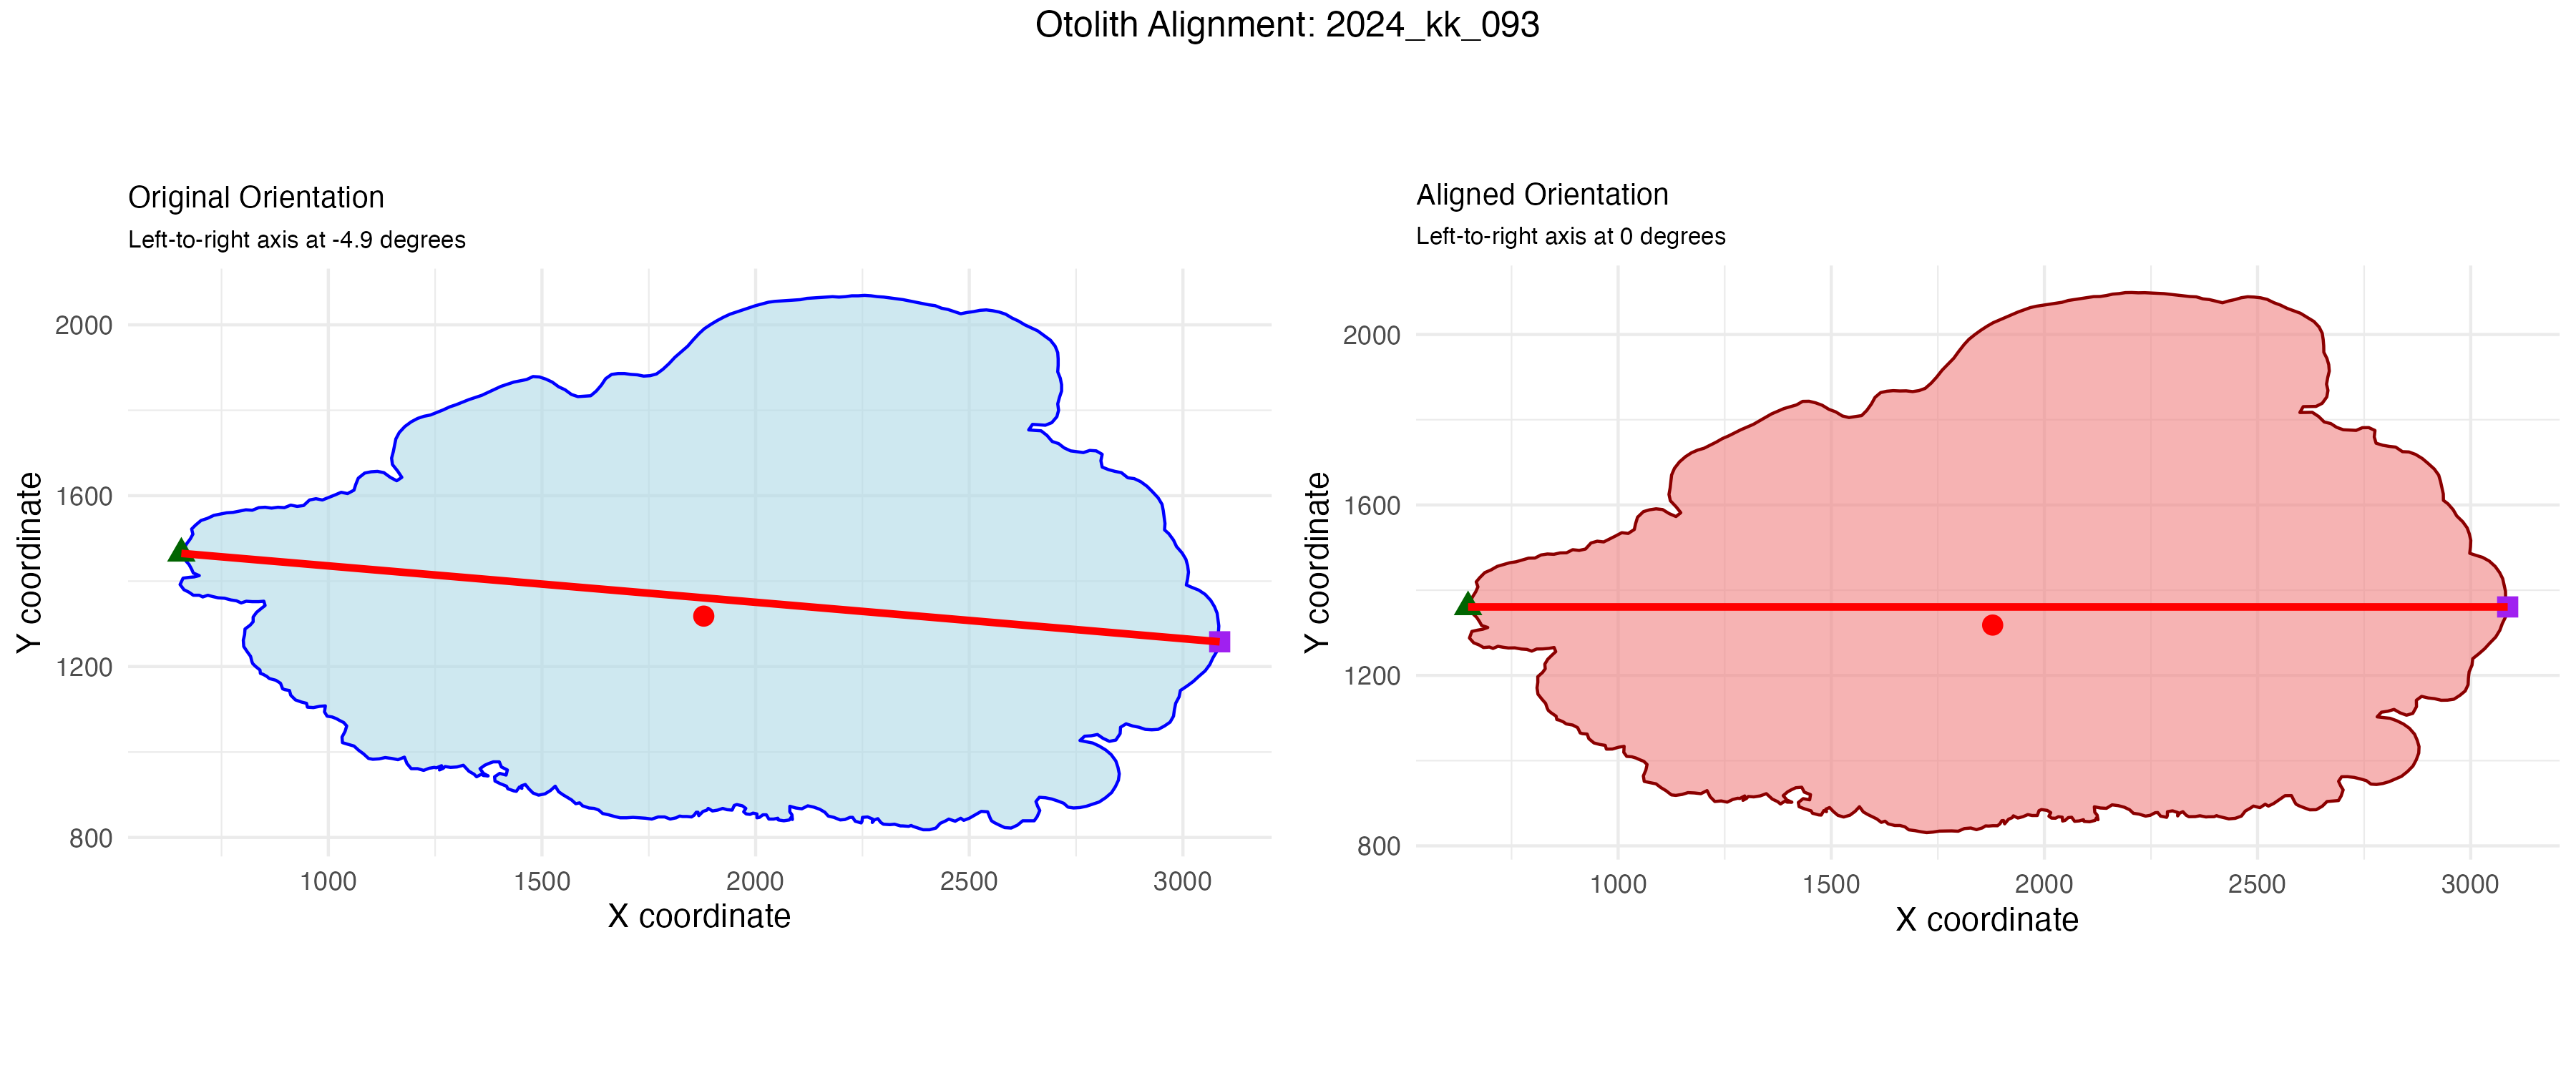 Otolith Alignment: 2024_kk_093
Original Orientation
Left-to-right axis at -4.9 degrees
2000
1600
1200
800
Y coordinate
1000 1500 2000 2500 3000
X coordinate
Aligned Orientation
Left-to-right axis at 0 degrees
2000
1600
1200
800
Y coordinate
1000 1500 2000 2500 3000
X coordinate